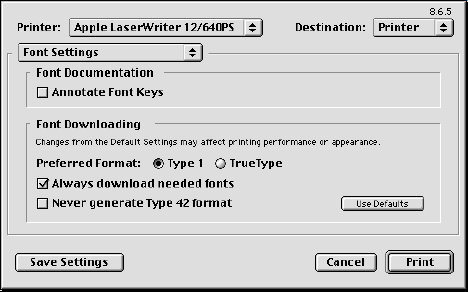 8.6.5
Printer: Apple LaserWriter 12/640PS Destination: Printer
Font Settings
Font Documentation
Annotate Font Keys
Font Downloading
Changes from the Default Settings may affect printing performance or appearance.
Preferred Format: Type 1 TrueType
Always download needed fonts
Never generate Type 42 format Use Defaults
Save Settings Cancel Print